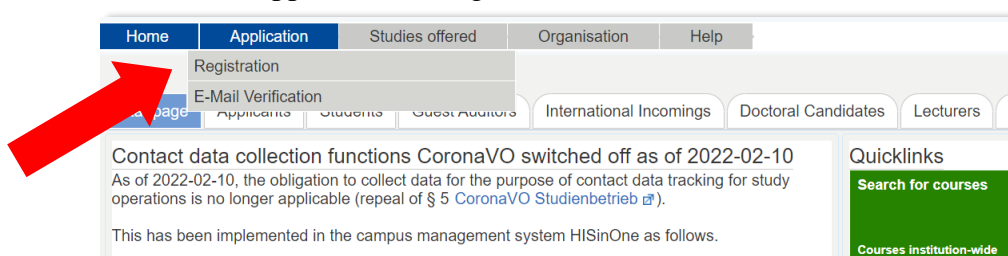 Home Application Studies offered Organisation Help
Registration
E-Mail Verification
page Applicants Students Guest Auditors International Incomings Doctoral Candidates Lecturers
Contact data collection functions CoronaVO switched off as of 2022-02-10
As of 2022-02-10, the obligation to collect data for the purpose of contact data tracking for study
operations is no longer applicable (repeal of § 5 CoronaVO Studienbetrieb).
This has been implemented in the campus management system HISinOne as follows.
Quicklinks
Search for courses
Courses institution-wide